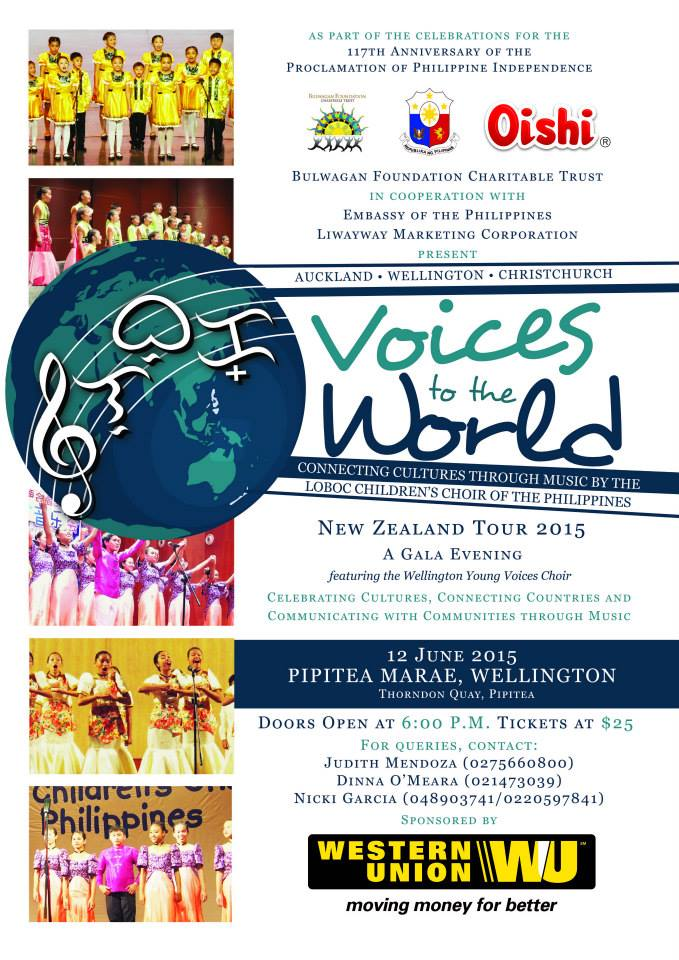 AS PART OF THE CELEBRATIONS FOR THE
117TH ANNIVERSARY OF THE
PROCLAMATION OF PHILIPPINE INDEPENDENCE
BULWAGAN FOUNDATION
CHARITABLE TRUST
REPUBLIKA NG PILIPINAS
Oishi®
BULWAGAN FOUNDATION CHARITABLE TRUST
IN COOPERATION WITH
EMBASSY OF THE PHILIPPINES
LIWAYWAY MARKETING CORPORATION
PRESENT
AUCKLAND • WELLINGTON • CHRISTCHURCH
Voices
to the
World
CONNECTING CULTURES THROUGH MUSIC BY THE
LOBOC CHILDREN'S CHOIR OF THE PHILIPPINES
NEW ZEALAND TOUR 2015
A GALA EVENING
featuring the Wellington Young Voices Choir
CELEBRATING CULTURES, CONNECTING COUNTRIES AND
COMMUNICATING WITH COMMUNITIES THROUGH MUSIC
12 JUNE 2015
PIPITEA MARAE, WELLINGTON
THORNDON QUAY, PIPITEA
DOORS OPEN AT 6:00 P.M. TICKETS AT $25
FOR QUERIES, CONTACT:
JUDITH MENDOZA (0275660800)
DINNA O'MEARA (021473039)
NICKI GARCIA (048903741/0220597841)
SPONSORED BY
WESTERN
UNION WU SM
moving money for better
Children's
Philippines